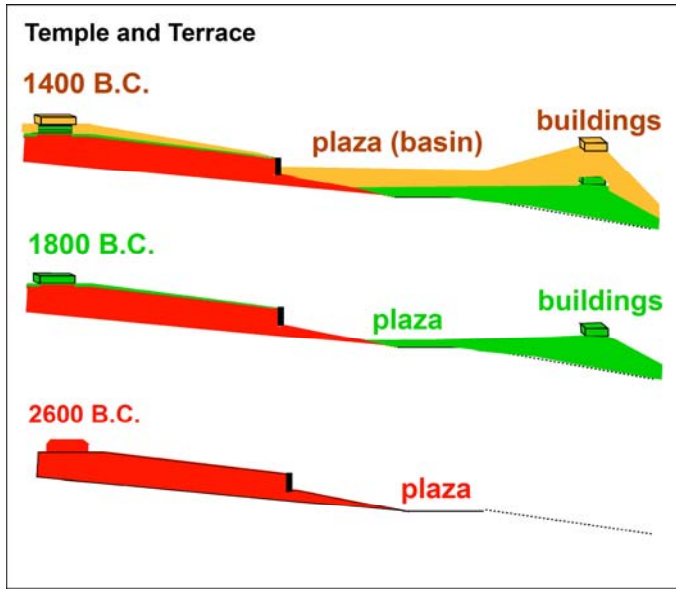 Temple and Terrace
1400 B.C.
plaza (basin)
buildings
1800 B.C.
plaza
buildings
2600 B.C.
plaza